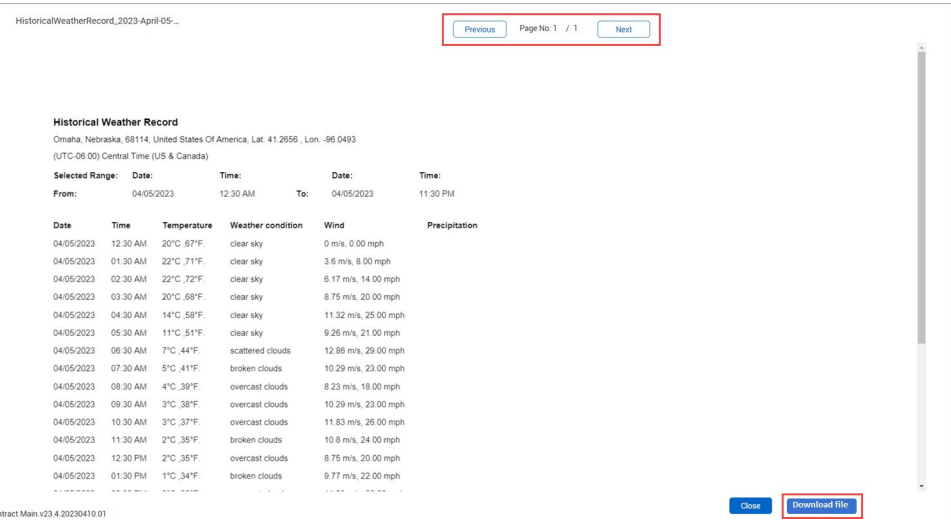 HistoricalWeatherRecord_2023-April-05-...
Previous Page No: 1 / 1 Next
Historical Weather Record
Omaha, Nebraska, 68114, United States Of America, Lat. 41.2656 , Lon. -96.0493
(UTC-06:00) Central Time (US & Canada)
Selected Range: Date: Time: Date: Time:
From: 04/05/2023 12:30 AM To: 04/05/2023 11:30 PM
Date Time Temperature Weather condition Wind Precipitation
04/05/2023 12:30 AM 20°C ,67°F. clear sky 0 m/s, 0.00 mph
04/05/2023 01:30 AM 22°C ,71°F. clear sky 3.6 m/s, 8.00 mph
04/05/2023 02:30 AM 22°C ,72°F. clear sky 6.17 m/s, 14.00 mph
04/05/2023 03:30 AM 20°C ,68°F. clear sky 8.75 m/s, 20.00 mph
04/05/2023 04:30 AM 14°C ,58°F. clear sky 11.32 m/s, 25.00 mph
04/05/2023 05:30 AM 11°C ,51°F. clear sky 9.26 m/s, 21.00 mph
04/05/2023 06:30 AM 7°C ,44°F. scattered clouds 12.86 m/s, 29.00 mph
04/05/2023 07:30 AM 5°C ,41°F. broken clouds 10.29 m/s, 23.00 mph
04/05/2023 08:30 AM 4°C ,39°F. overcast clouds 8.23 m/s, 18.00 mph
04/05/2023 09:30 AM 3°C ,38°F. overcast clouds 10.29 m/s, 23.00 mph
04/05/2023 10:30 AM 3°C ,37°F. overcast clouds 11.83 m/s, 26.00 mph
04/05/2023 11:30 AM 2°C ,35°F. broken clouds 10.8 m/s, 24.00 mph
04/05/2023 12:30 PM 2°C ,35°F. overcast clouds 8.75 m/s, 20.00 mph
04/05/2023 01:30 PM 1°C ,34°F. broken clouds 9.77 m/s, 22.00 mph
Close Download file
ntract.Main.v23.4.20230410.01